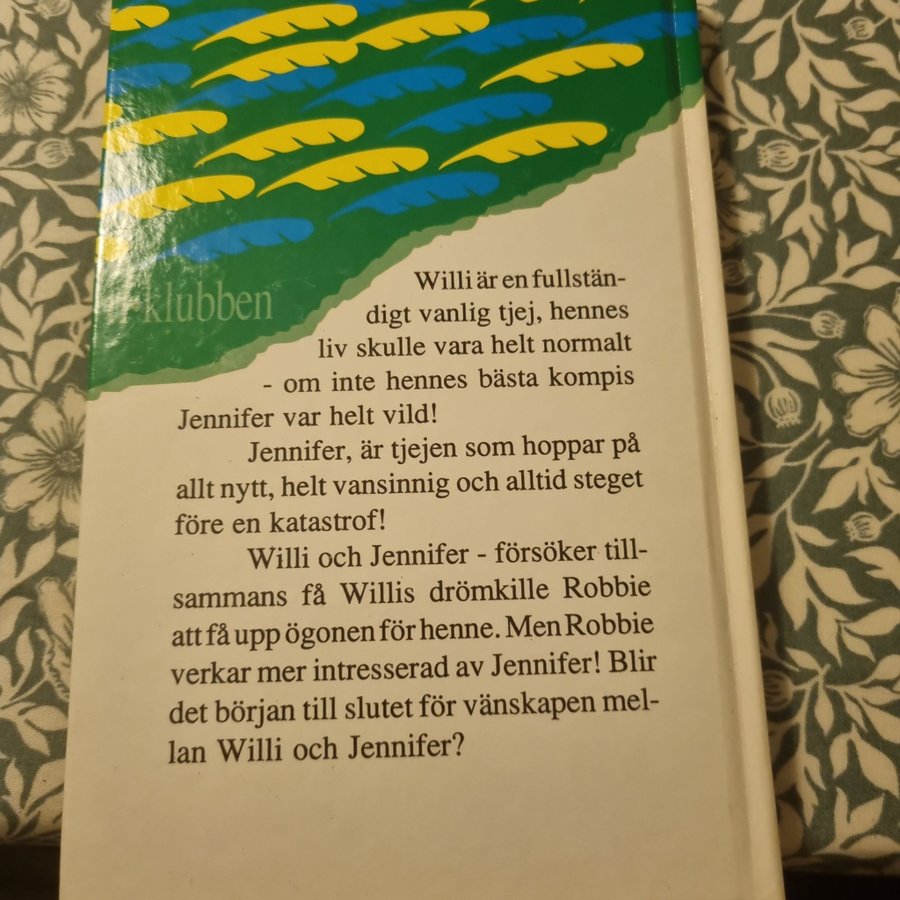 klubben
Willi är en fullstän-
digt vanlig tjej, hennes
liv skulle vara helt normalt
- om inte hennes bästa kompis
Jennifer var helt vild!
Jennifer, är tjejen som hoppar på
allt nytt, helt vansinnig och alltid steget
före en katastrof!
Willi och Jennifer - försöker till-
sammans få Willis drömkille Robbie
att få upp ögonen för henne. Men Robbie
verkar mer intresserad av Jennifer! Blir
det början till slutet för vänskapen mel-
lan Willi och Jennifer?